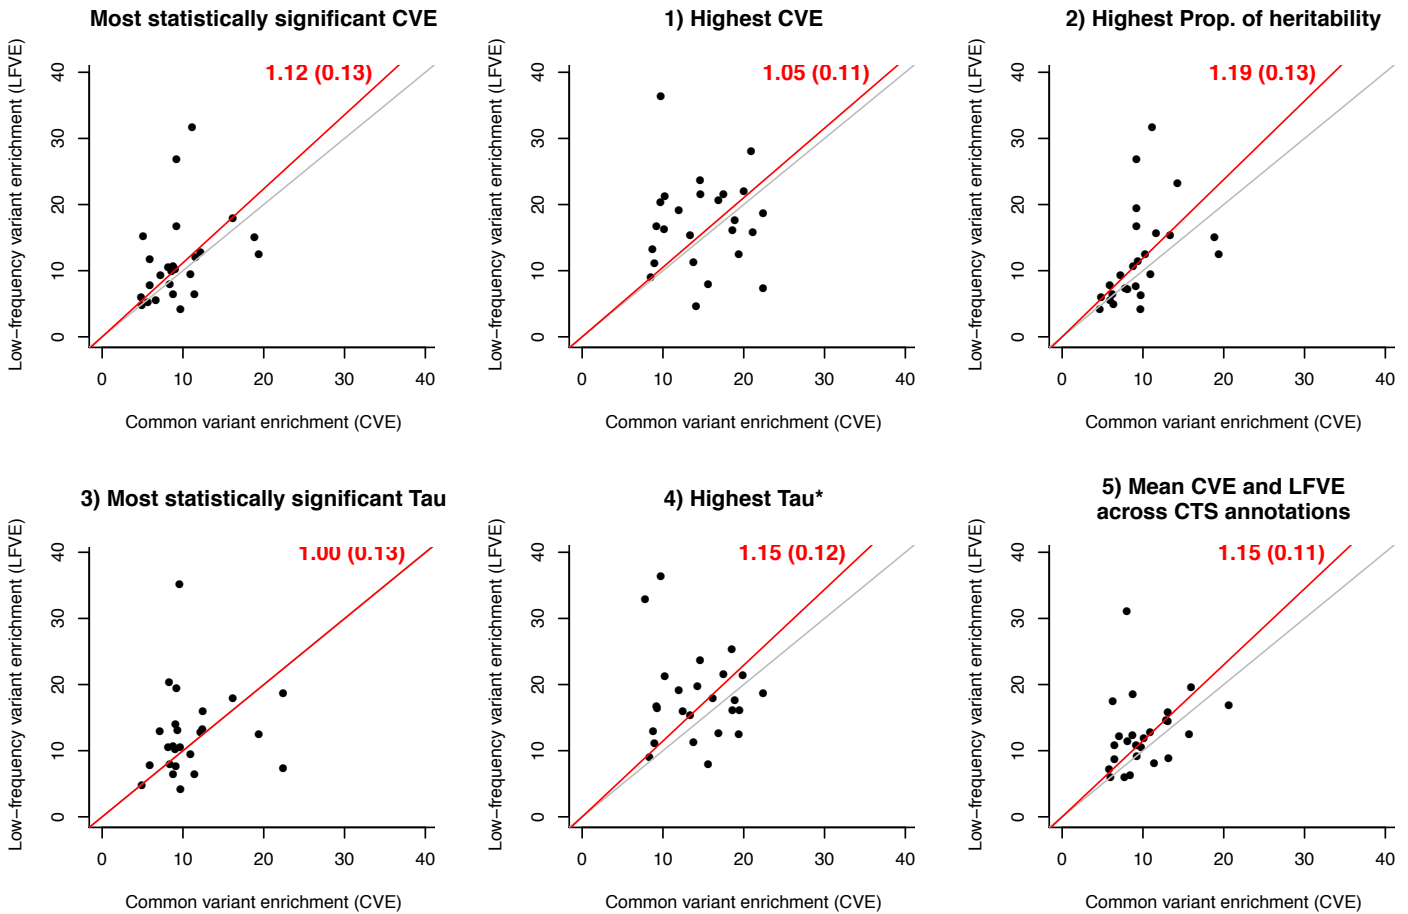 Most statistically significant CVE
Low−frequency variant enrichment (LFVE)
40
30
20
10
0
1.12 (0.13)
0 10 20 30 40
Common variant enrichment (CVE)
1) Highest CVE
Low−frequency variant enrichment (LFVE)
40
30
20
10
0
1.05 (0.11)
0 10 20 30 40
Common variant enrichment (CVE)
2) Highest Prop. of heritability
Low−frequency variant enrichment (LFVE)
40
30
20
10
0
1.19 (0.13)
0 10 20 30 40
Common variant enrichment (CVE)
3) Most statistically significant Tau
Low−frequency variant enrichment (LFVE)
40
30
20
10
0
1.00 (0.13)
0 10 20 30 40
Common variant enrichment (CVE)
4) Highest Tau*
Low−frequency variant enrichment (LFVE)
40
30
20
10
0
1.15 (0.12)
0 10 20 30 40
Common variant enrichment (CVE)
5) Mean CVE and LFVE
across CTS annotations
Low−frequency variant enrichment (LFVE)
40
30
20
10
0
1.15 (0.11)
0 10 20 30 40
Common variant enrichment (CVE)